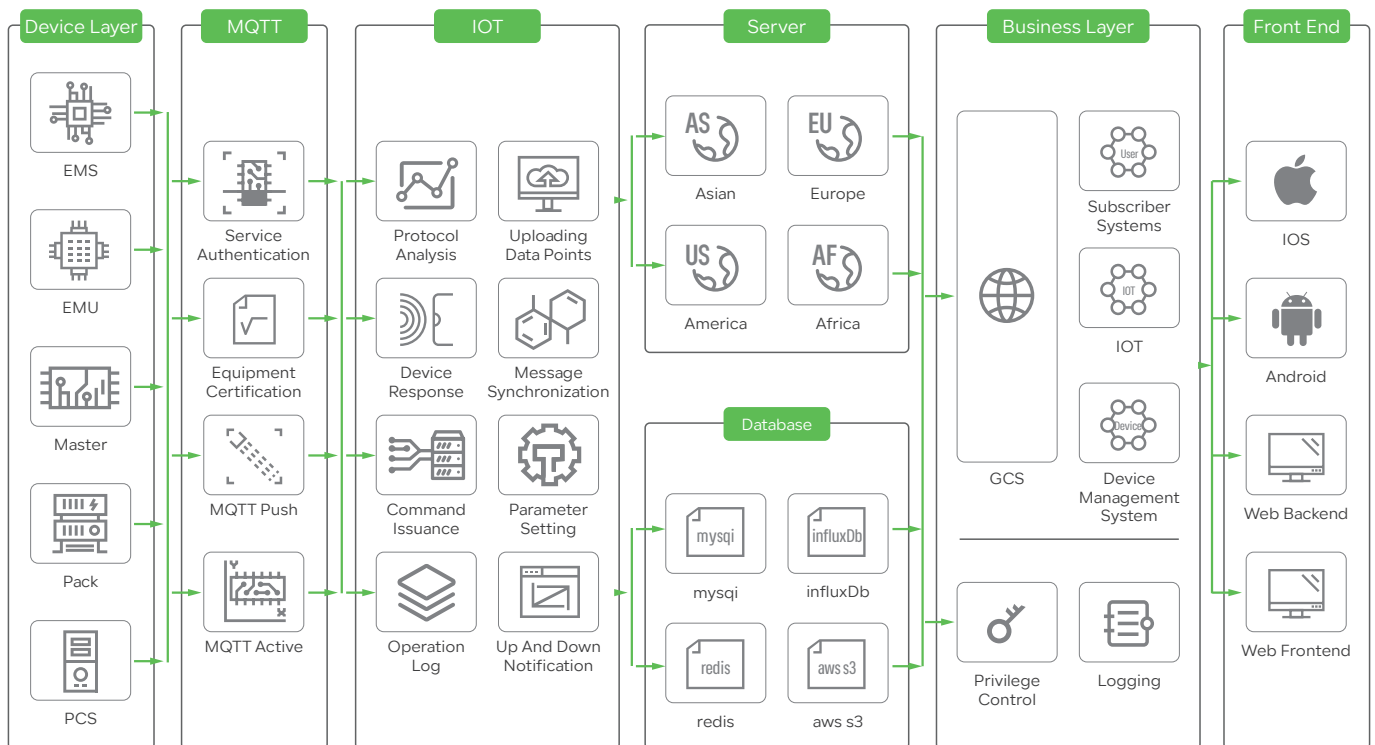 Device Layer
EMS
EMU
Master
Pack
PCS
MQTT
Service
Authentication
Equipment
Certification
MQTT Push
Y
X
MQTT Active
IOT
Protocol
Analysis
Uploading
Data Points
Device
Response
Message
Synchronization
Command
Issuance
Parameter
Setting
Operation
Log
Up And Down
Notification
Server
AS
Asian
EU
Europe
US
America
AF
Africa
Database
mysqi
mysqi
influxDb
influxDb
redis
redis
aws s3
aws s3
Business Layer
GCS
User
Subscriber
Systems
IOT
IOT
Device
Device
Management
System
Privilege
Control
Logging
Front End
IOS
Android
Web Backend
Web Frontend